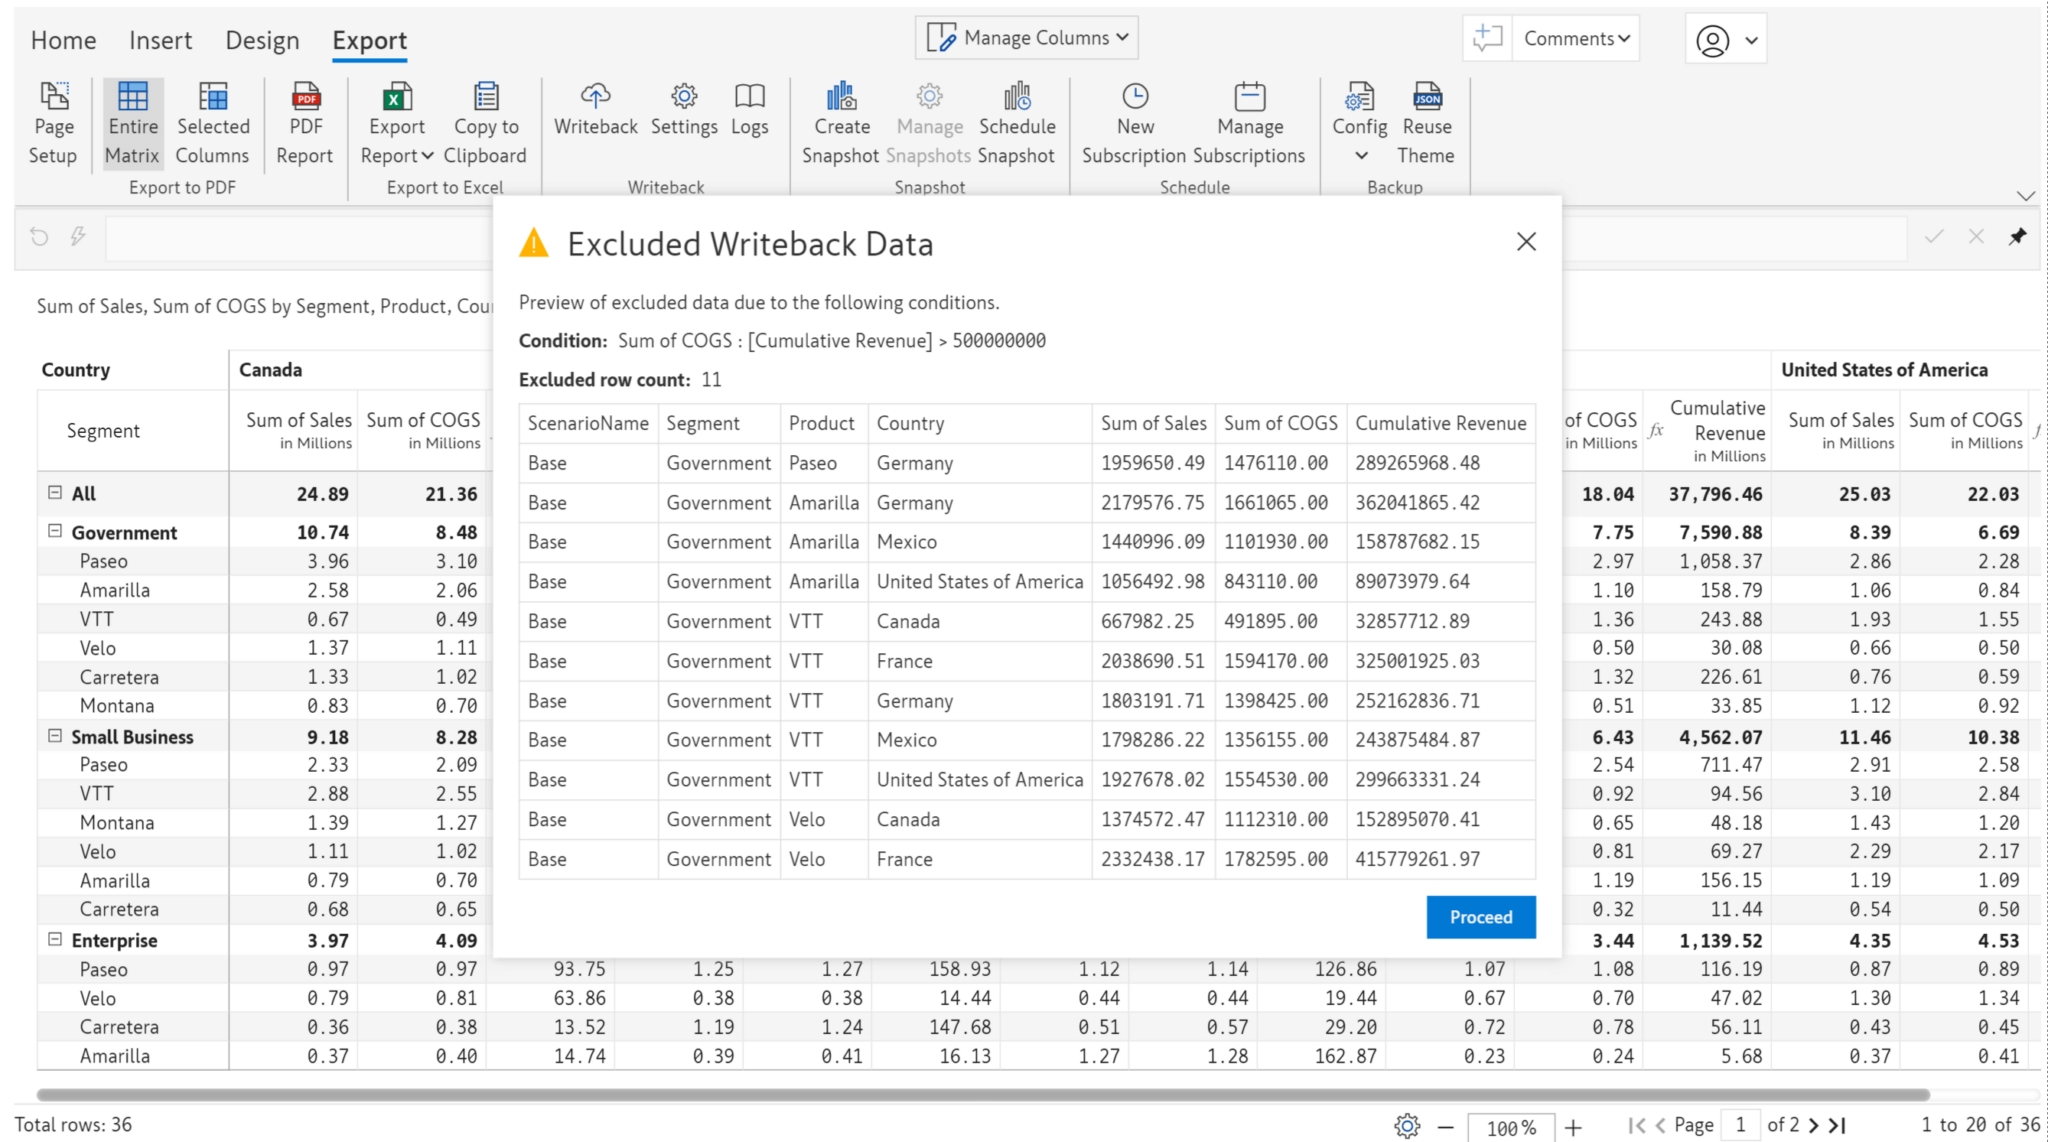 Home Insert Design Export Manage Columns Comments
Page Setup Entire Matrix Selected Columns PDF Report Export Report Copy to Clipboard Writeback Settings Logs Create Snapshot Manage Snapshots Schedule Snapshot New Subscription Manage Subscriptions Config Reuse Theme
Export to PDF Export to Excel Writeback Snapshot Schedule Backup
Sum of Sales, Sum of COGS by Segment, Product,
Excluded Writeback Data
Preview of excluded data due to the following conditions.
Condition: Sum of COGS : [Cumulative Revenue] > 500000000
Excluded row count: 11
ScenarioName Segment Product Country Sum of Sales Sum of COGS Cumulative Revenue
Base Government Paseo Germany 1959650.49 1476110.00 289265968.48
Base Government Amarilla Germany 2179576.75 1661065.00 362041865.42
Base Government Amarilla Mexico 1440996.09 1101930.00 158787682.15
Base Government Amarilla United States of America 1056492.98 843110.00 89073979.64
Base Government VTT Canada 667982.25 491895.00 32857712.89
Base Government VTT France 2038690.51 1594170.00 325001925.03
Base Government VTT Germany 1803191.71 1398425.00 252162836.71
Base Government VTT Mexico 1798286.22 1356155.00 243875484.87
Base Government VTT United States of America 1927678.02 1554530.00 299663331.24
Base Government Velo Canada 1374572.47 1112310.00 152895070.41
Base Government Velo France 2332438.17 1782595.00 415779261.97
Proceed
Country Canada United States of America
Segment Sum of Sales in Millions Sum of COGS in Millions of COGS in Millions fx Cumulative Revenue in Millions Sum of Sales in Millions Sum of COGS in Millions
All 24.89 21.36 18.04 37,796.46 25.03 22.03
Government 10.74 8.48 7.75 7,590.88 8.39 6.69
Paseo 3.96 3.10 2.97 1,058.37 2.86 2.28
Amarilla 2.58 2.06 1.10 158.79 1.06 0.84
VTT 0.67 0.49 1.36 243.88 1.93 1.55
Velo 1.37 1.11 0.50 30.08 0.66 0.50
Carretera 1.33 1.02 1.32 226.61 0.76 0.59
Montana 0.83 0.70 0.51 33.85 1.12 0.92
Small Business 9.18 8.28 6.43 4,562.07 11.46 10.38
Paseo 2.33 2.09 2.54 711.47 2.91 2.58
VTT 2.88 2.55 0.92 94.56 3.10 2.84
Montana 1.39 1.27 0.65 48.18 1.43 1.20
Velo 1.11 1.02 0.81 69.27 2.29 2.17
Amarilla 0.79 0.70 1.19 156.15 1.19 1.09
Carretera 0.68 0.65 0.32 11.44 0.54 0.50
Enterprise 3.97 4.09 3.44 1,139.52 4.35 4.53
Paseo 0.97 0.97 93.75 1.25 1.27 158.93 1.12 1.14 126.86 1.07 1.08 116.19 0.87 0.89
Velo 0.79 0.81 63.86 0.38 0.38 14.44 0.44 0.44 19.44 0.67 0.70 47.02 1.30 1.34
Carretera 0.36 0.38 13.52 1.19 1.24 147.68 0.51 0.57 29.20 0.72 0.78 56.11 0.43 0.45
Amarilla 0.37 0.40 14.74 0.39 0.41 16.13 1.27 1.28 162.87 0.23 0.24 5.68 0.37 0.41
Total rows: 36 100% Page 1 of 2 1 to 20 of 36